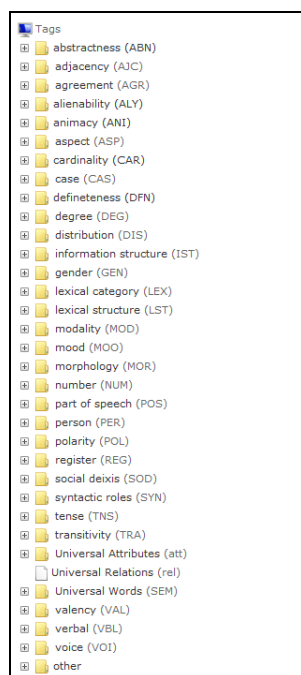 Tags
abstractness (ABN)
adjacency (AJC)
agreement (AGR)
alienability (ALY)
animacy (ANI)
aspect (ASP)
cardinality (CAR)
case (CAS)
defineteness (DFN)
degree (DEG)
distribution (DIS)
information structure (IST)
gender (GEN)
lexical category (LEX)
lexical structure (LST)
modality (MOD)
mood (MOO)
morphology (MOR)
number (NUM)
part of speech (POS)
person (PER)
polarity (POL)
register (REG)
social deixis (SOD)
syntactic roles (SYN)
tense (TNS)
transitivity (TRA)
Universal Attributes (att)
Universal Relations (rel)
Universal Words (SEM)
valency (VAL)
verbal (VBL)
voice (VOI)
other